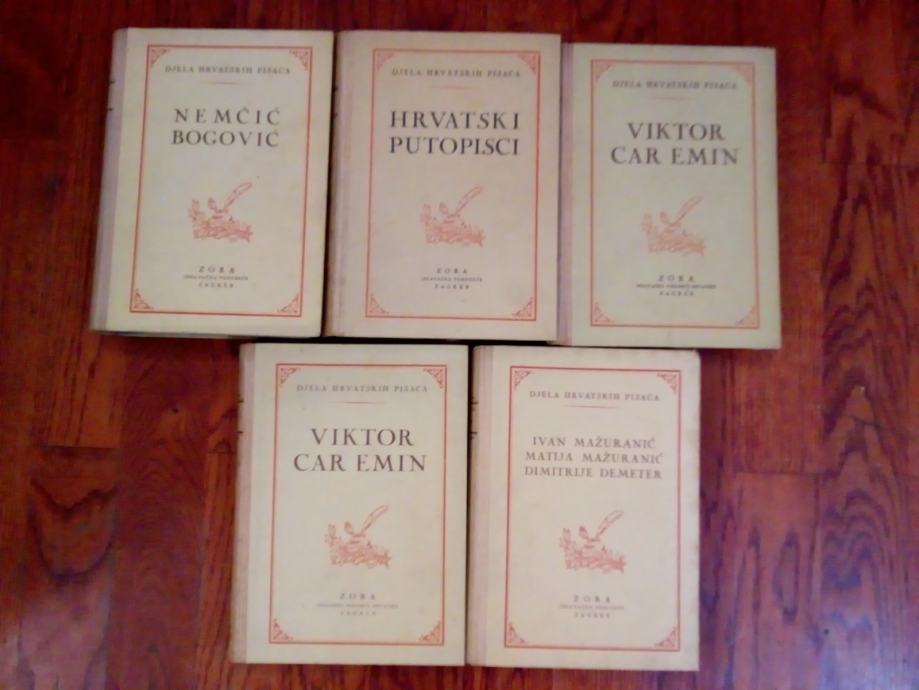 DJELA HRVATSKIH PISACA
NEMČIĆ
BOGOVIĆ
ZORA
ZAGREB
DJELA HRVATSKIH PISACA
HRVATSKI
PUTOPISCI
ZORA
ZAGREB
DJELA HRVATSKIH PISACA
VIKTOR
CAR EMIN
ZORA
ZAGREB
DJELA HRVATSKIH PISACA
VIKTOR
CAR EMIN
ZORA
ZAGREB
DJELA HRVATSKIH PISACA
IVAN MAŽURANIĆ
MATIJA MAŽURANIĆ
DIMITRIJE DEMETER
ZORA
ZAGREB